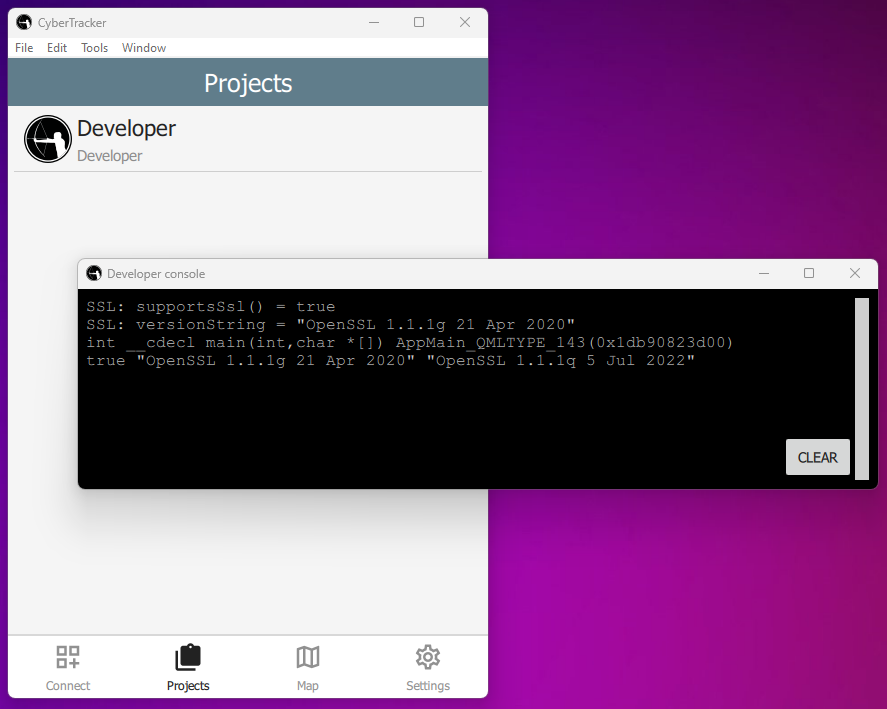 CyberTracker
File Edit Tools Window
Projects
Developer
Developer
Developer console
SSL: supportsSsl() = true
SSL: versionString = "OpenSSL 1.1.1g 21 Apr 2020"
int __cdecl main(int,char *[]) AppMain_QMLTYPE_143(0x1db90823d00)
true "OpenSSL 1.1.1g 21 Apr 2020" "OpenSSL 1.1.1q 5 Jul 2022"
CLEAR
Connect Projects Map Settings